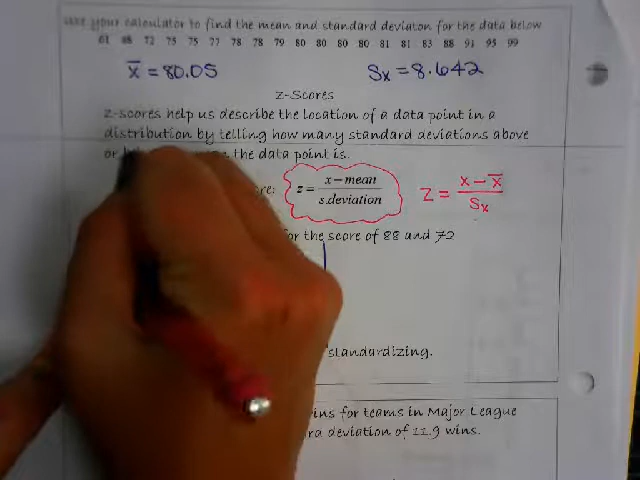 use your calculator to find the mean and standard deviaton for the data below
61 68 72 75 75 77 78 78 79 80 80 80 80 81 81 83 88 91 95 99
x̄ = 80.05 Sx = 8.642
z-Scores
z-scores help us describe the location of a data point in a
distribution by telling how many standard deviations above
or the data point is.
z = x - mean / s.deviation
z = x - x̄ / Sx
for the score of 88 and 72
standardizing.
wins for teams in Major League
deviation of 11.9 wins.